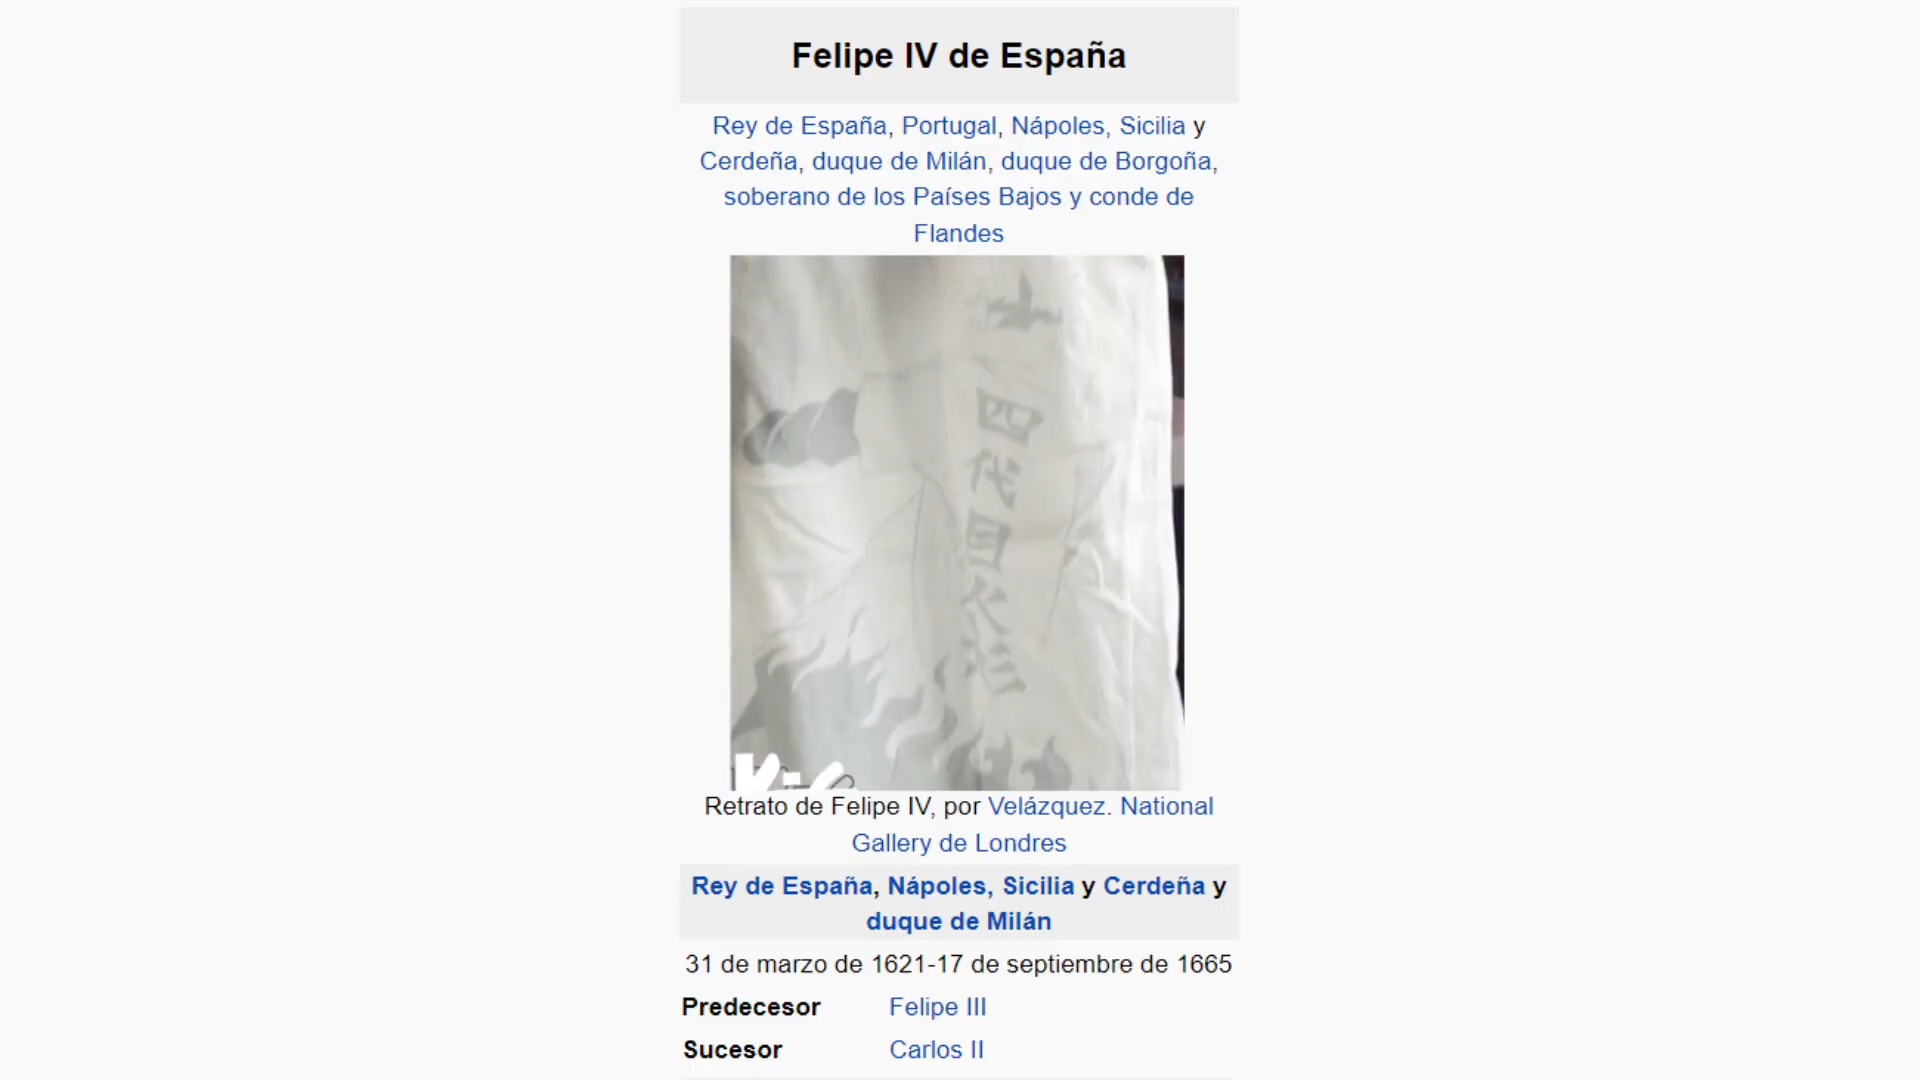 Felipe IV de España
Rey de España, Portugal, Nápoles, Sicilia y
Cerdeña, duque de Milán, duque de Borgoña,
soberano de los Países Bajos y conde de
Flandes
四代目火
Retrato de Felipe IV, por Velázquez. National
Gallery de Londres
Rey de España, Nápoles, Sicilia y Cerdeña y
duque de Milán
31 de marzo de 1621-17 de septiembre de 1665
Predecesor Felipe III
Sucesor Carlos II